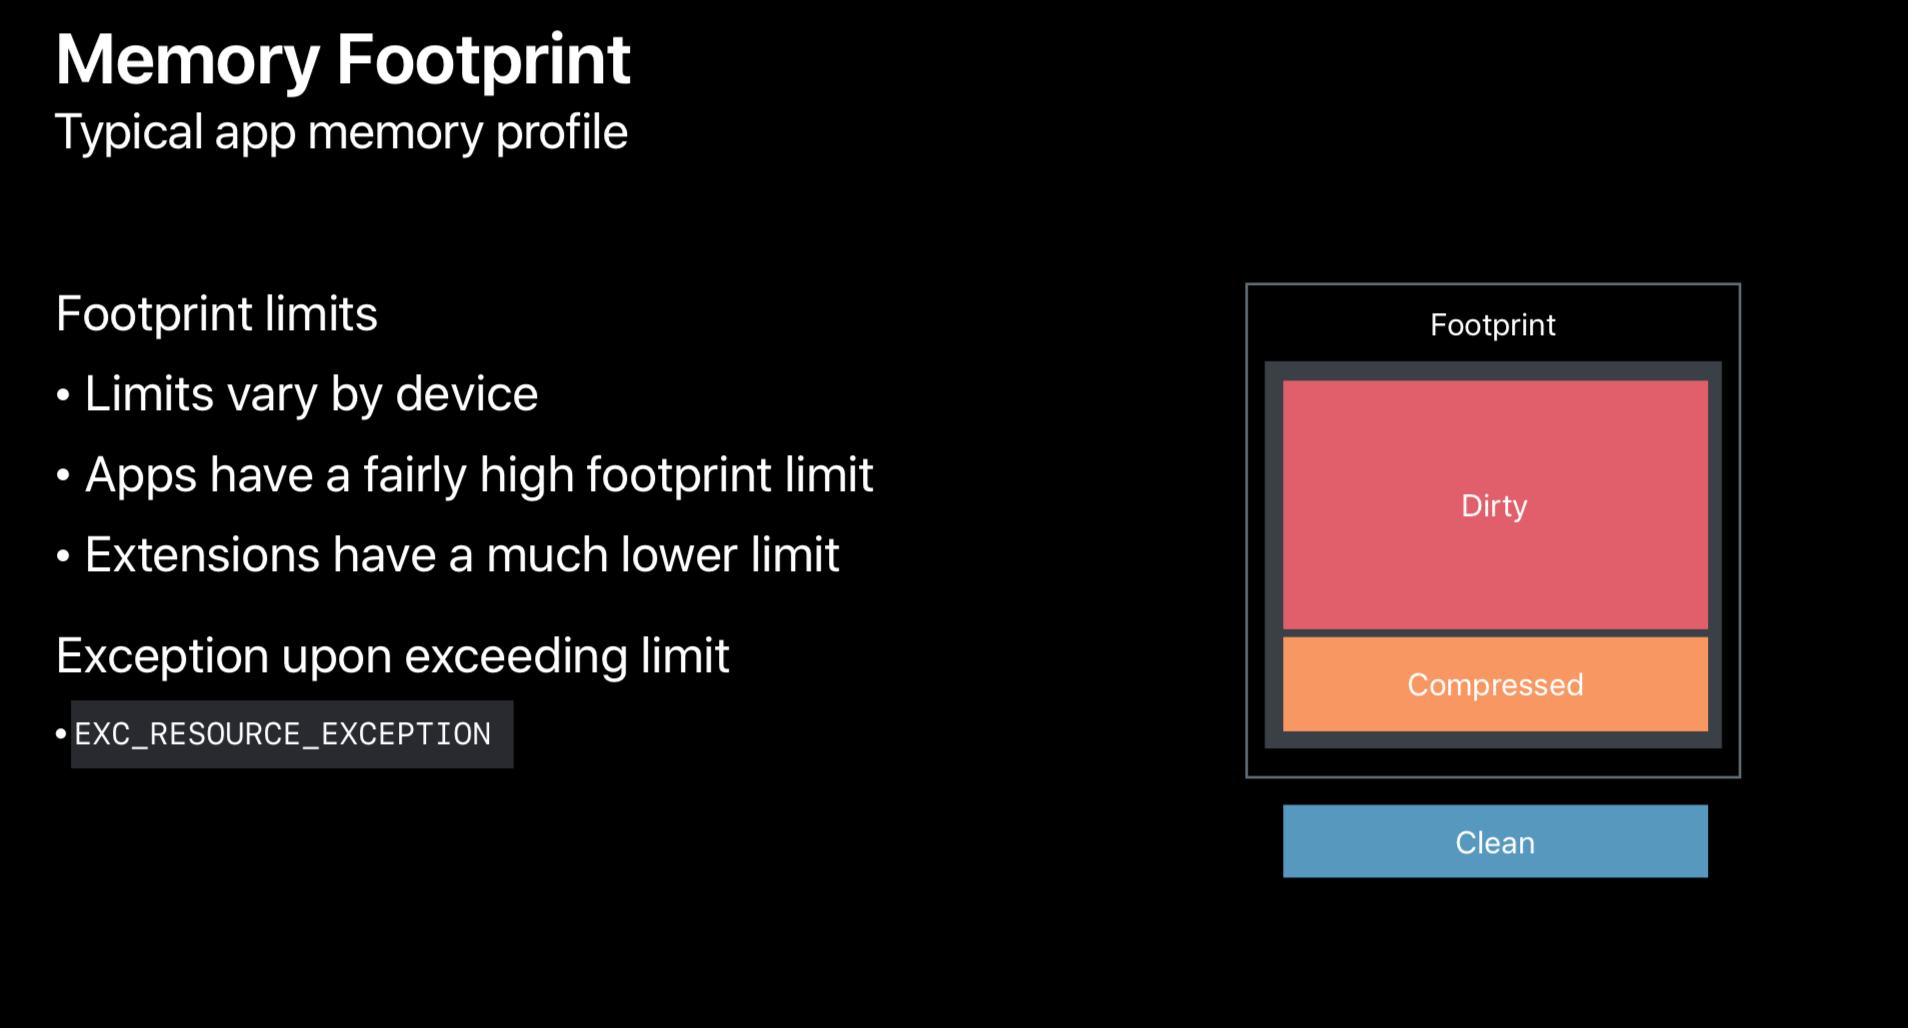 Memory Footprint
Typical app memory profile
Footprint limits
• Limits vary by device
• Apps have a fairly high footprint limit
• Extensions have a much lower limit
Exception upon exceeding limit
• EXC_RESOURCE_EXCEPTION
Footprint
Dirty
Compressed
Clean